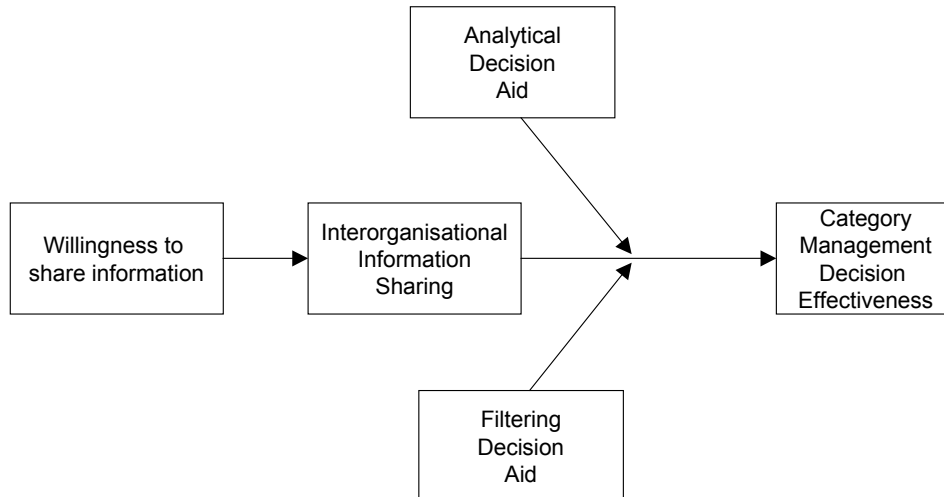 Analytical
Decision
Aid
Willingness to
share information
Interorganisational
Information
Sharing
Category
Management
Decision
Effectiveness
Filtering
Decision
Aid